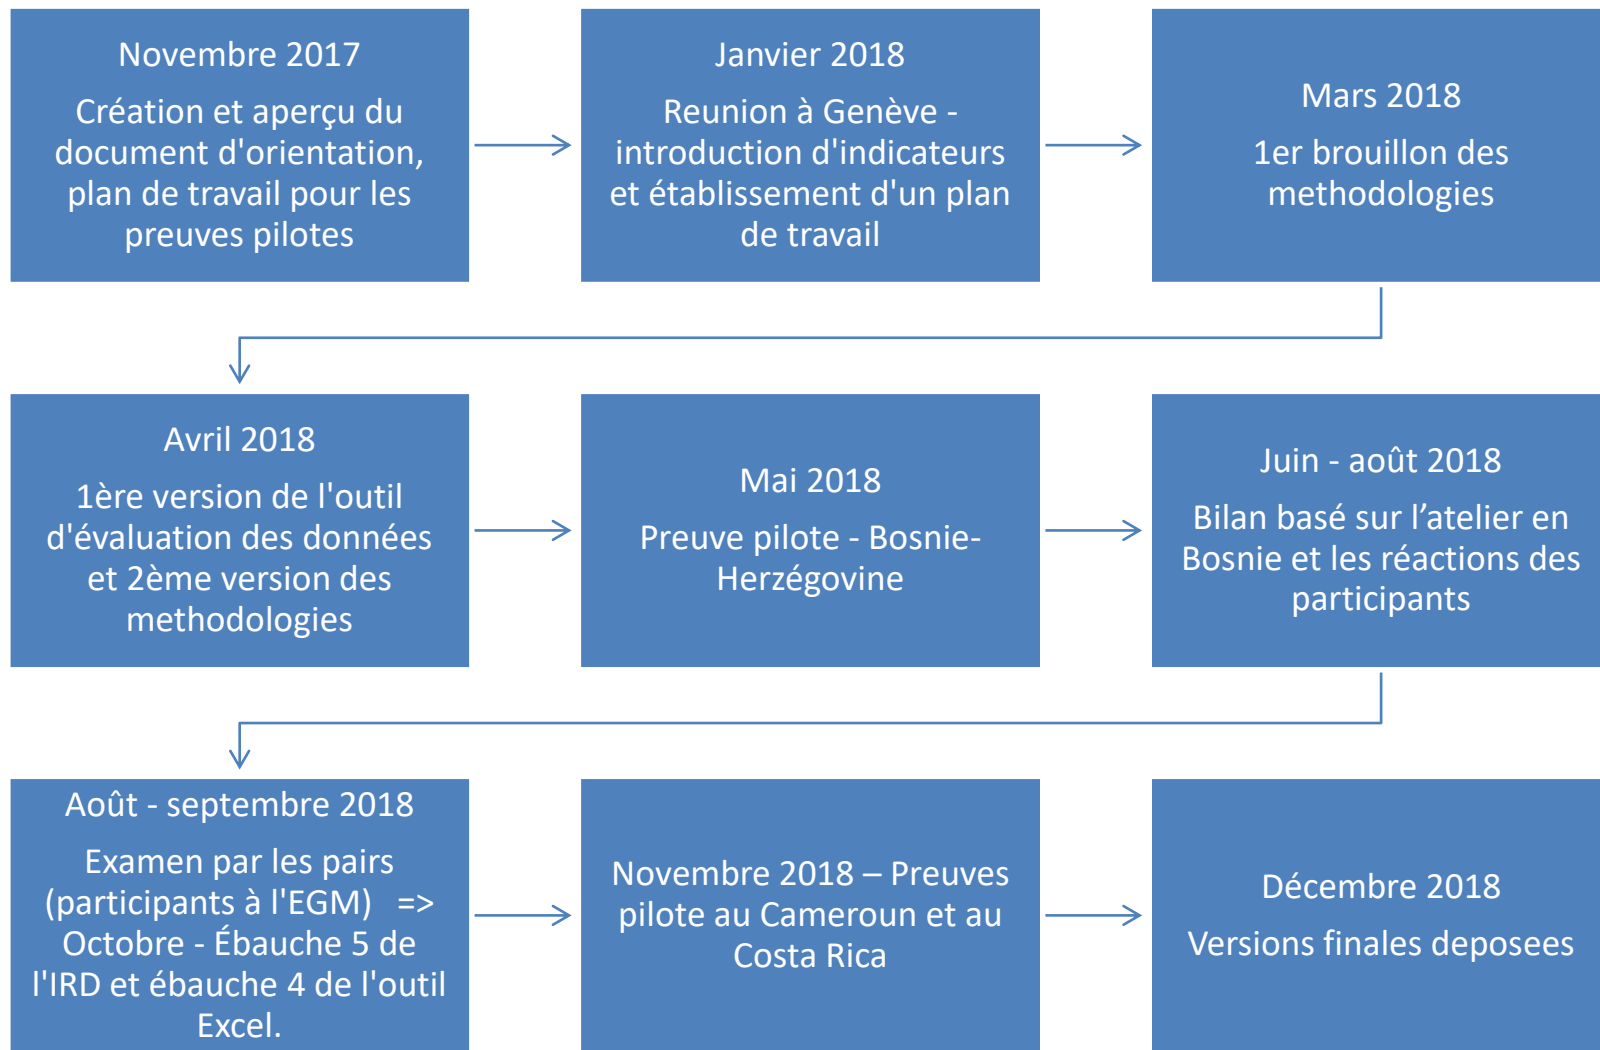 Novembre 2017
Création et aperçu du
document d'orientation,
plan de travail pour les
preuves pilotes
Janvier 2018
Reunion à Genève -
introduction d'indicateurs
et établissement d'un plan
de travail
Mars 2018
1er brouillon des
methodologies
Avril 2018
1ère version de l'outil
d'évaluation des données
et 2ème version des
methodologies
Mai 2018
Preuve pilote - Bosnie-
Herzégovine
Juin - août 2018
Bilan basé sur l’atelier en
Bosnie et les réactions des
participants
Août - septembre 2018
Examen par les pairs
(participants à l'EGM) =>
Octobre - Ébauche 5 de
l'IRD et ébauche 4 de l'outil
Excel.
Novembre 2018 – Preuves
pilote au Cameroun et au
Costa Rica
Décembre 2018
Versions finales deposees